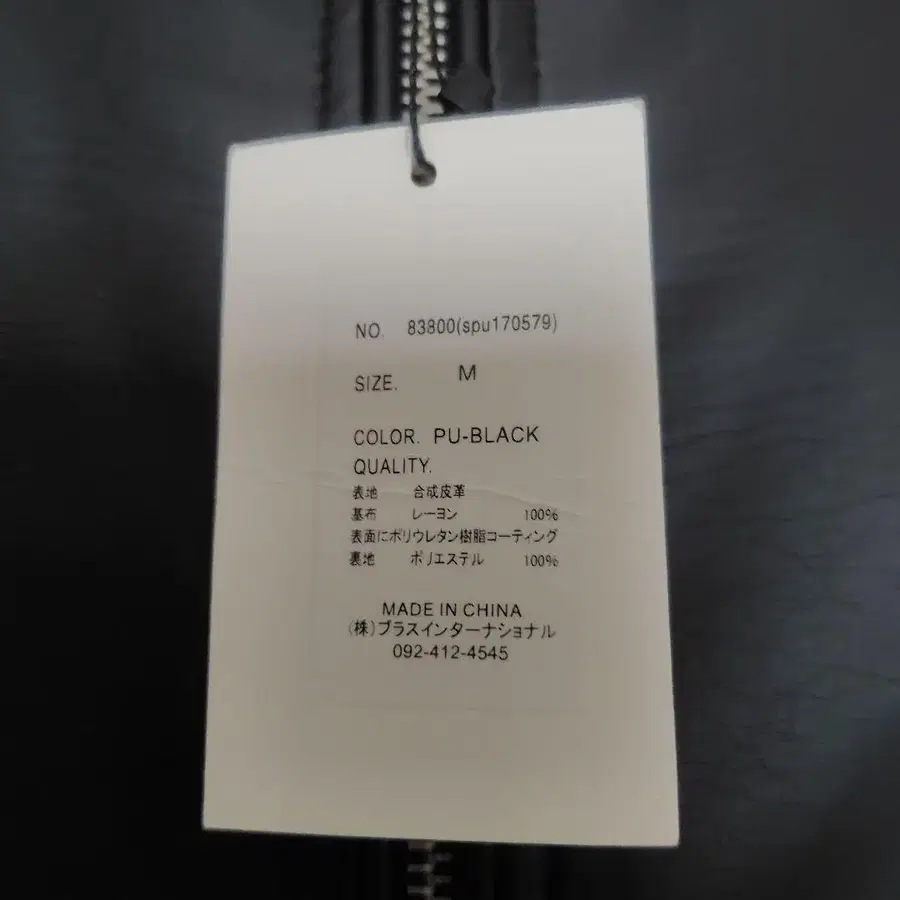 NO. 83800(spu170579)
SIZE. M
COLOR. PU-BLACK
QUALITY.
表地 合成皮革
基布 レーヨン 100%
表面にポリウレタン樹脂コーティング
裏地 ポリエステル 100%
MADE IN CHINA
(株)プラスインターナショナル
092-412-4545